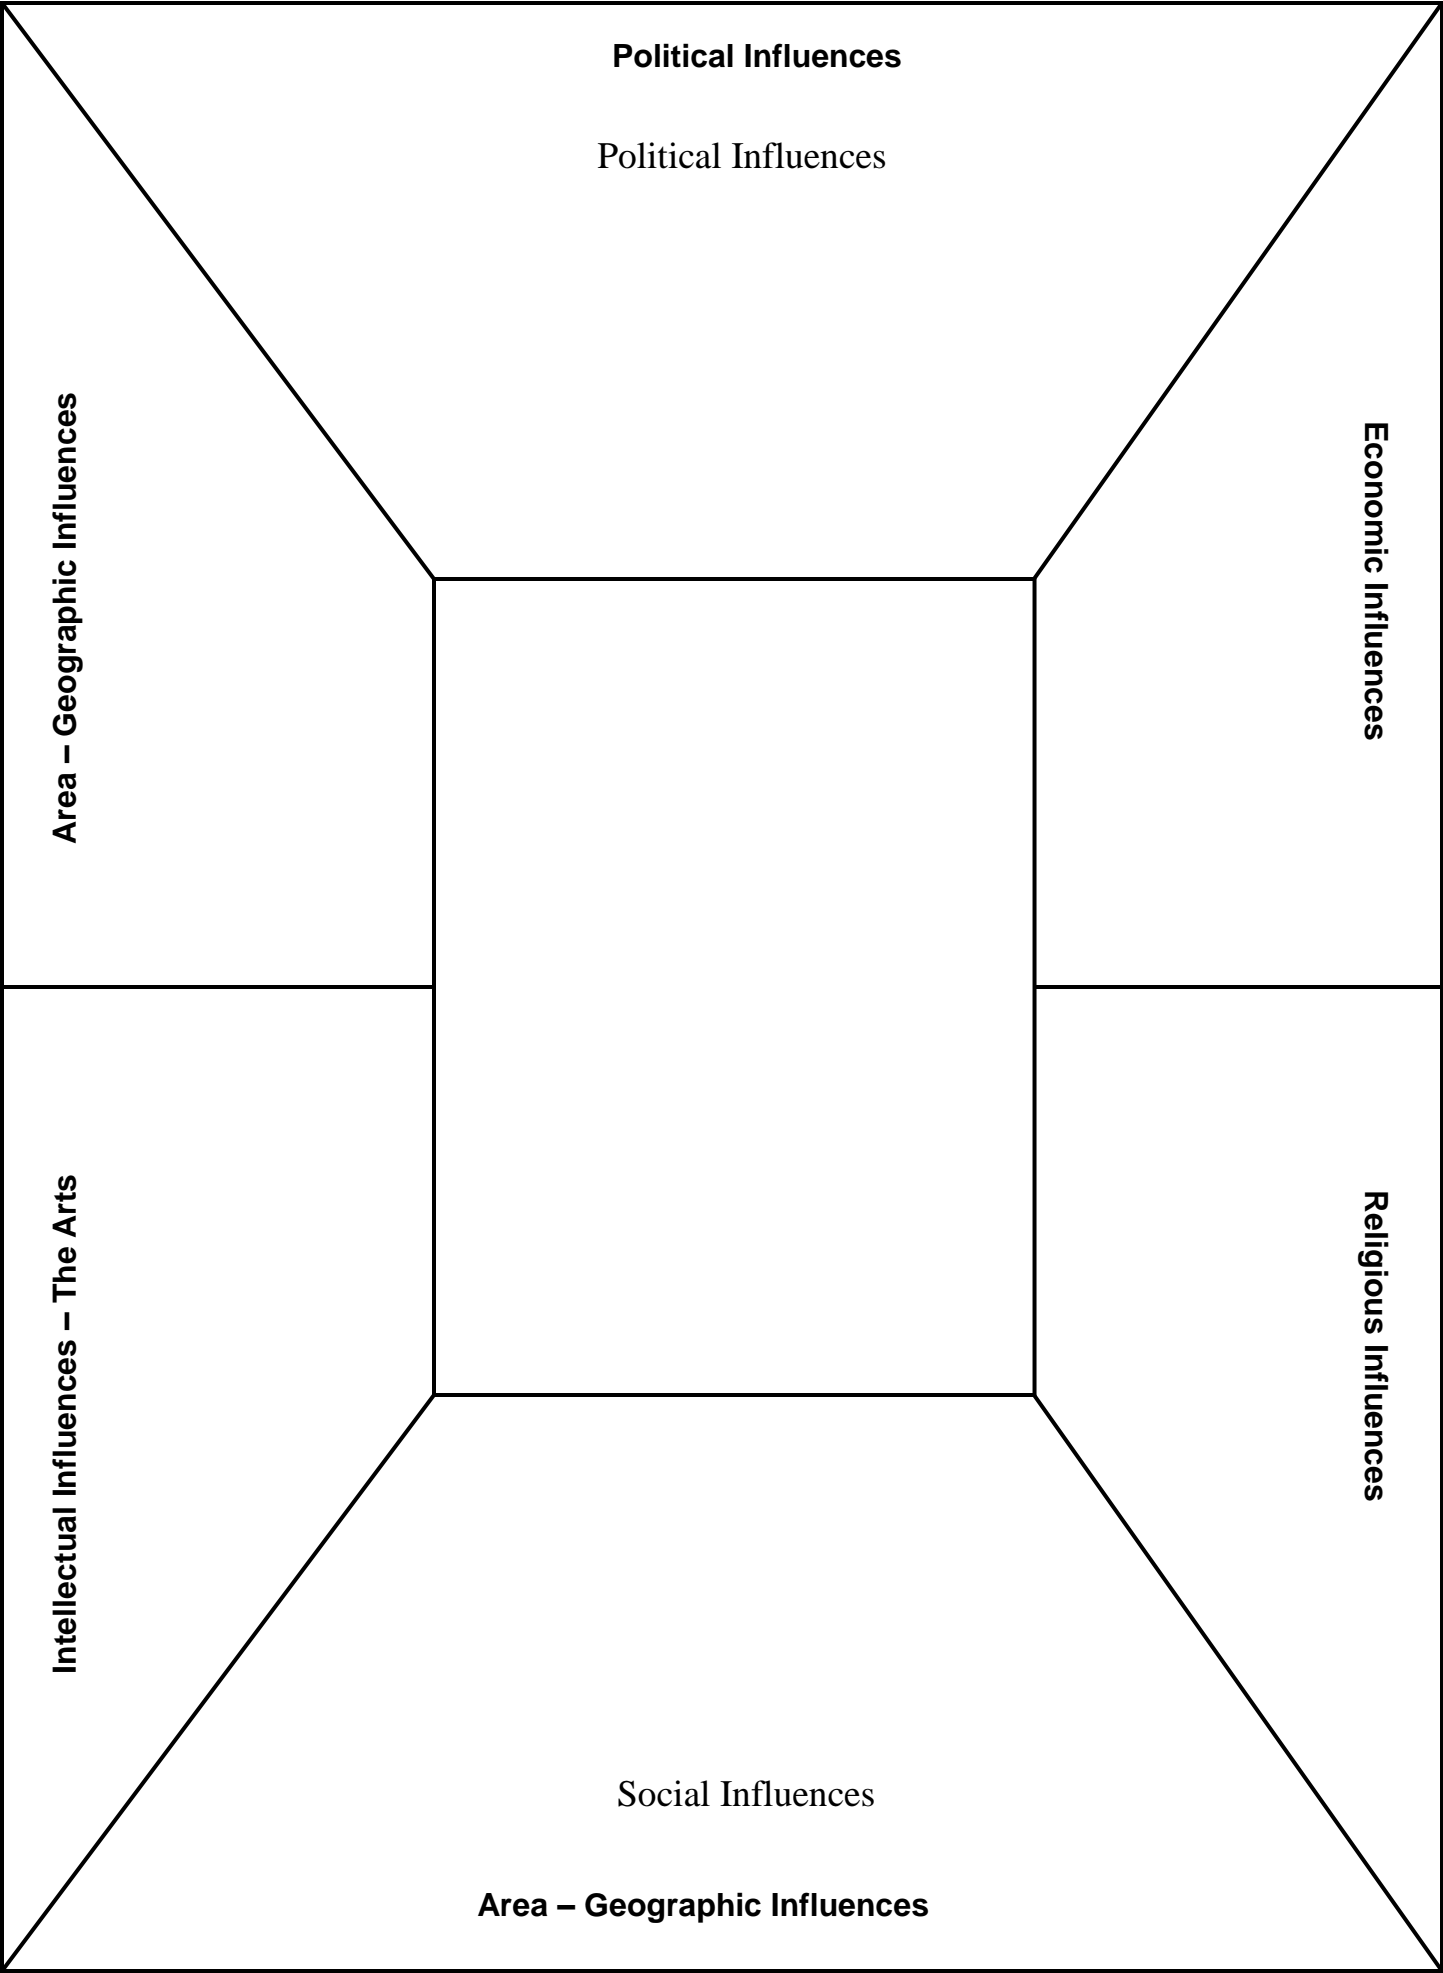 Political Influences
Political Influences
Area – Geographic Influences
Economic Influences
Intellectual Influences – The Arts
Religious Influences
Social Influences
Area – Geographic Influences